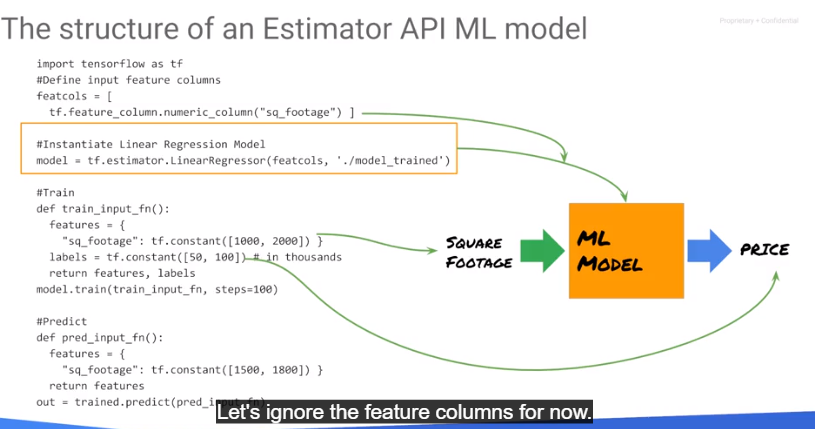 Proprietary + Confidential
The structure of an Estimator API ML model
import tensorflow as tf
#Define input feature columns
featcols = [
tf.feature_column.numeric_column("sq_footage") ]
#Instantiate Linear Regression Model
model = tf.estimator.LinearRegressor(featcols, './model_trained')
#Train
def train_input_fn():
features = {
"sq_footage": tf.constant([1000, 2000]) }
labels = tf.constant([50, 100]) # in thousands
return features, labels
model.train(train_input_fn, steps=100)
#Predict
def pred_input_fn():
features = {
"sq_footage": tf.constant([1500, 1800]) }
return features
out = trained.predict(pred_input_fn)
SQUARE
FOOTAGE
ML
MODEL
PRICE
Let's ignore the feature columns for now.